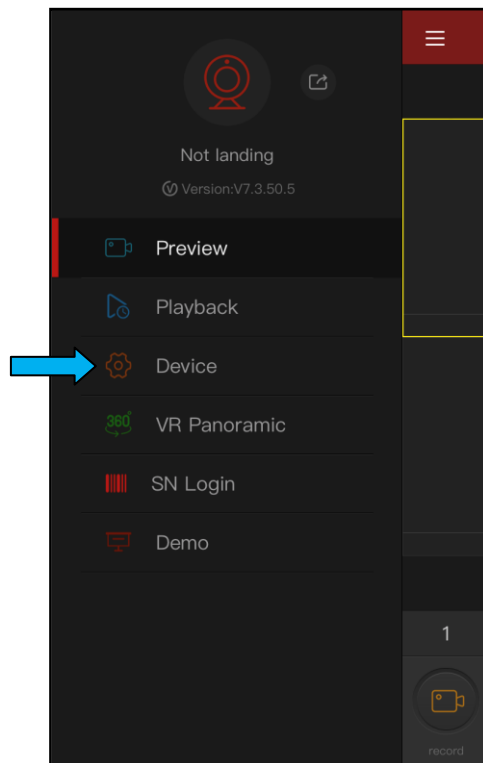 Not landing
Version:V7.3.50.5
Preview
Playback
Device
360°
VR Panoramic
SN Login
Demo
1
record